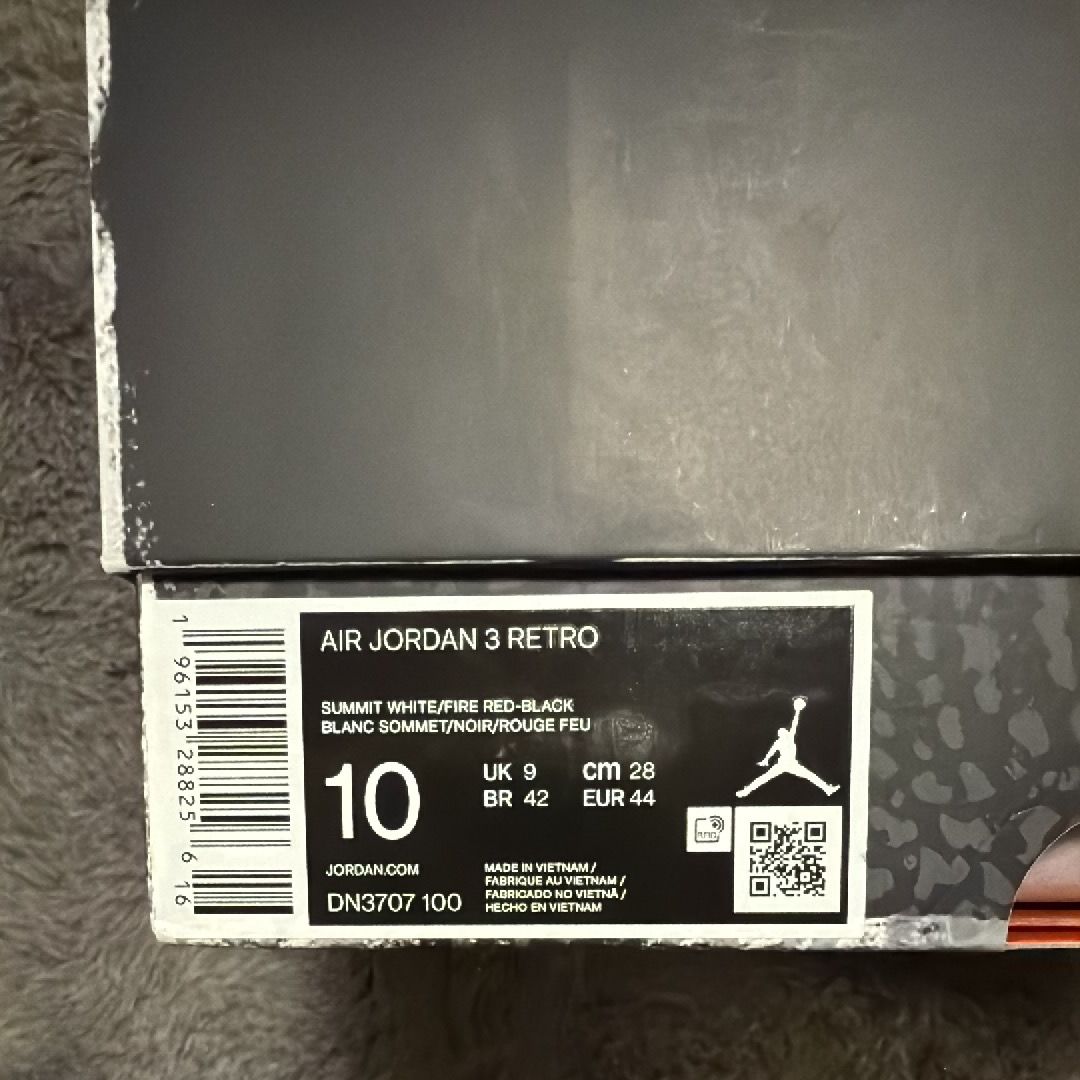 AIR JORDAN 3 RETRO
SUMMIT WHITE/FIRE RED-BLACK
BLANC SOMMET/NOIR/ROUGE FEU
10
UK 9 cm 28
BR 42 EUR 44
JORDAN.COM
DN3707 100
MADE IN VIETNAM /
FABRIQUE AU VIETNAM /
FABRICADO NO VIETNÃ /
HECHO EN VIETNAM
1 96153 28825 6 16